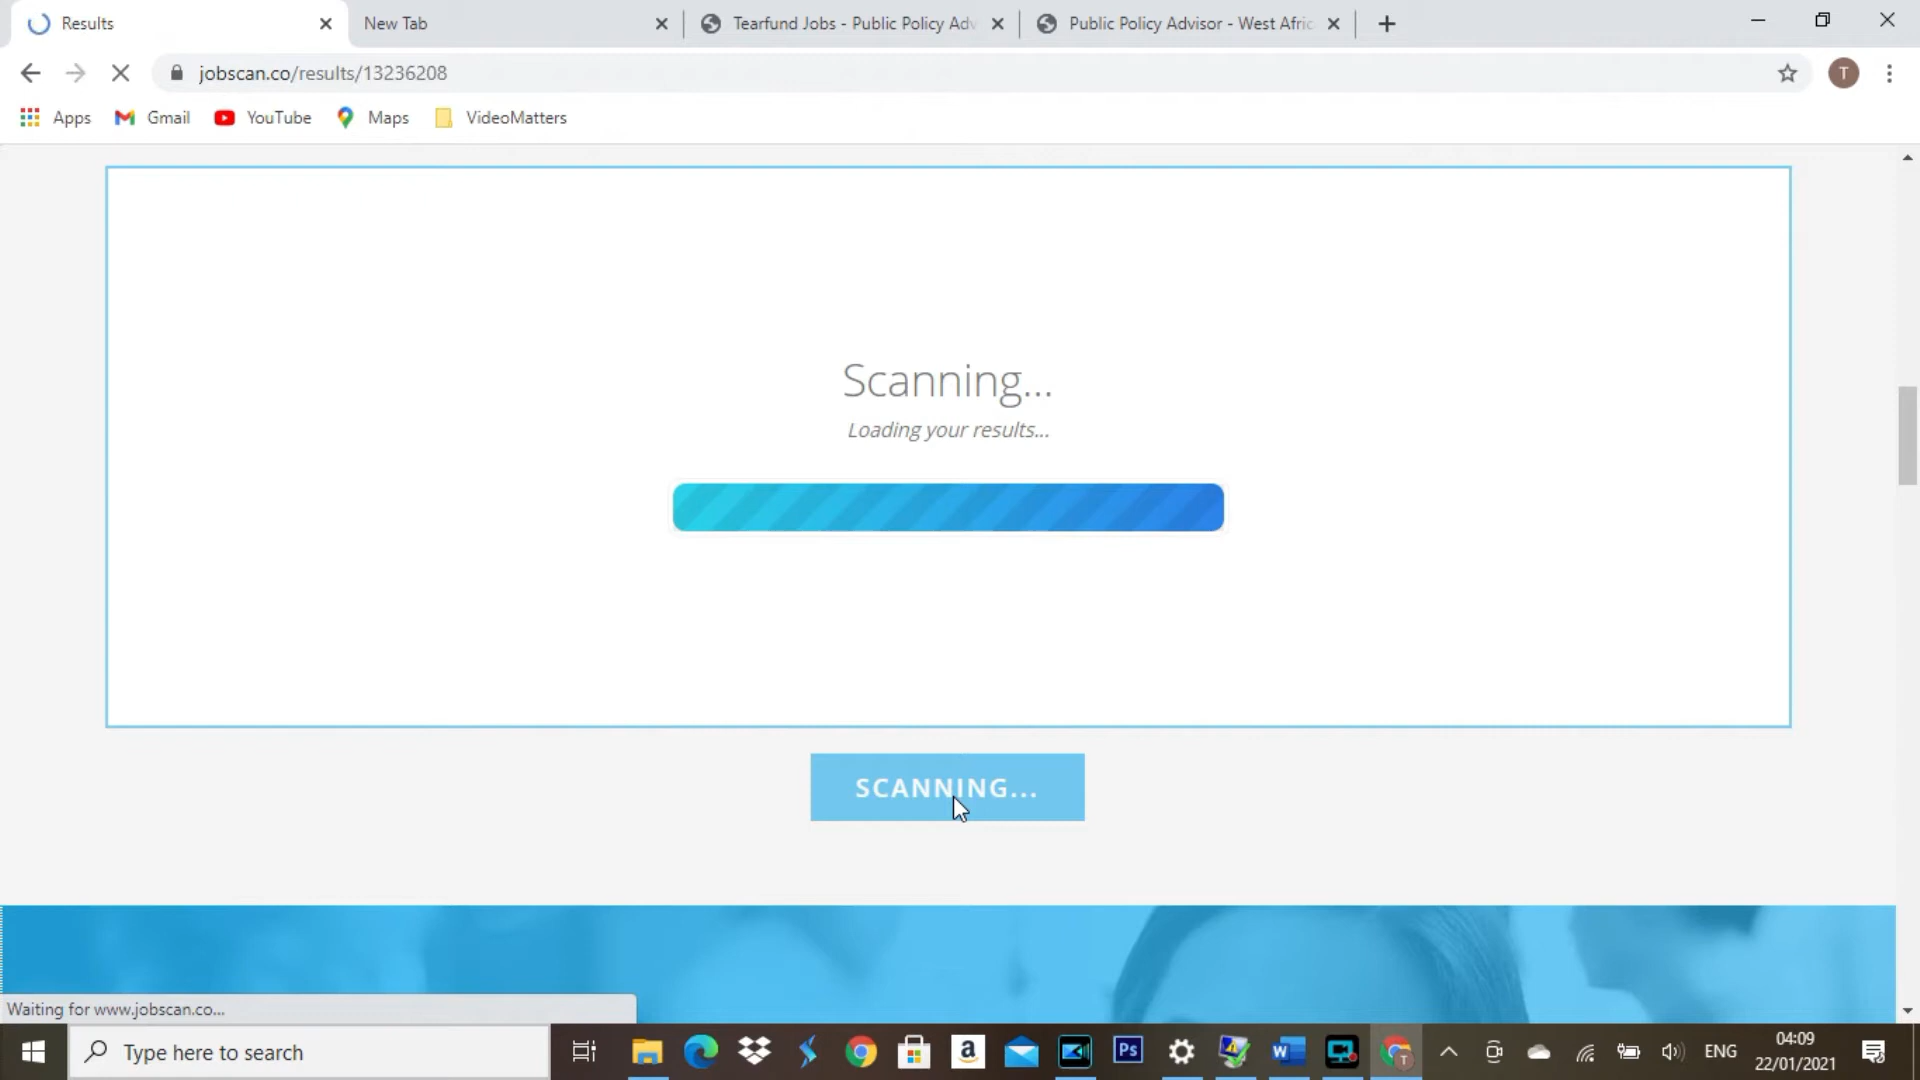 Results
New Tab
Tearfund Jobs - Public Policy Adv
Public Policy Advisor - West Afric
jobscan.co/results/13236208
T
Apps
Gmail
YouTube
Maps
VideoMatters
Scanning...
Loading your results...
SCANNING...
Waiting for www.jobscan.co...
Type here to search
a
Ps
W
T
ENG
04:09
22/01/2021